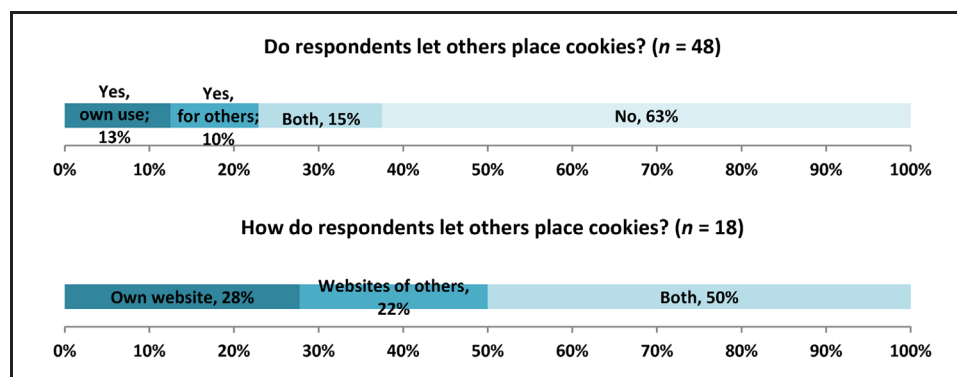 Do respondents let others place cookies? (n = 48)
Yes,
own use;
13%
Yes,
for others;
10%
Both, 15%
No, 63%
0% 10% 20% 30% 40% 50% 60% 70% 80% 90% 100%
How do respondents let others place cookies? (n = 18)
Own website, 28%
Websites of others,
22%
Both, 50%
0% 10% 20% 30% 40% 50% 60% 70% 80% 90% 100%